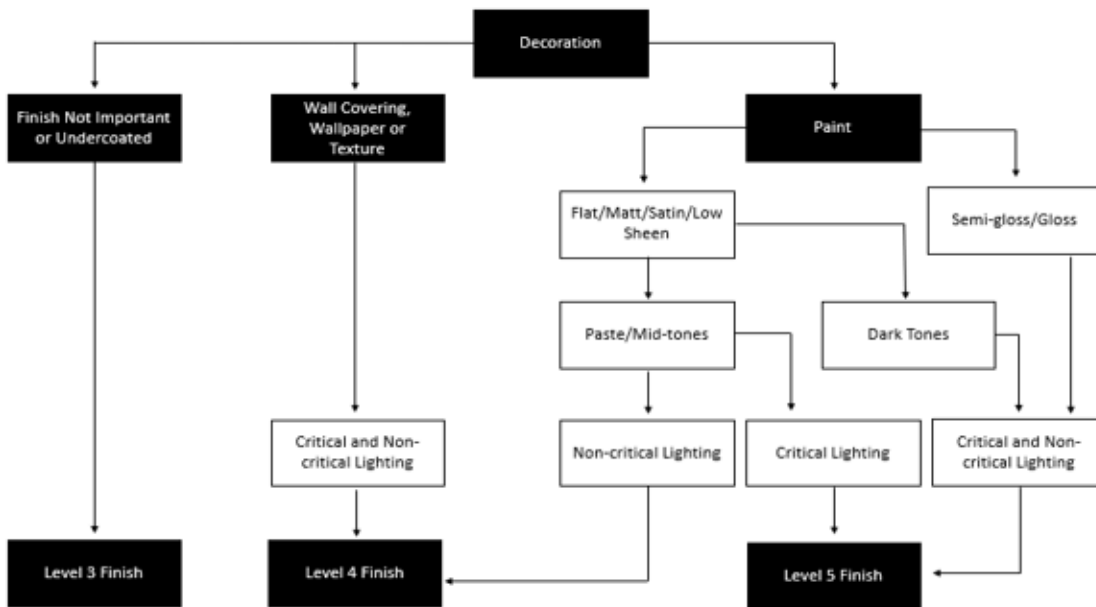 Decoration
Finish Not Important
or Undercoated
Wall Covering,
Wallpaper or
Texture
Paint
Flat/Matt/Satin/Low
Sheen
Semi-gloss/Gloss
Paste/Mid-tones
Dark Tones
Critical and Non-
critical Lighting
Non-critical Lighting
Critical Lighting
Critical and Non-
critical Lighting
Level 3 Finish
Level 4 Finish
Level 5 Finish